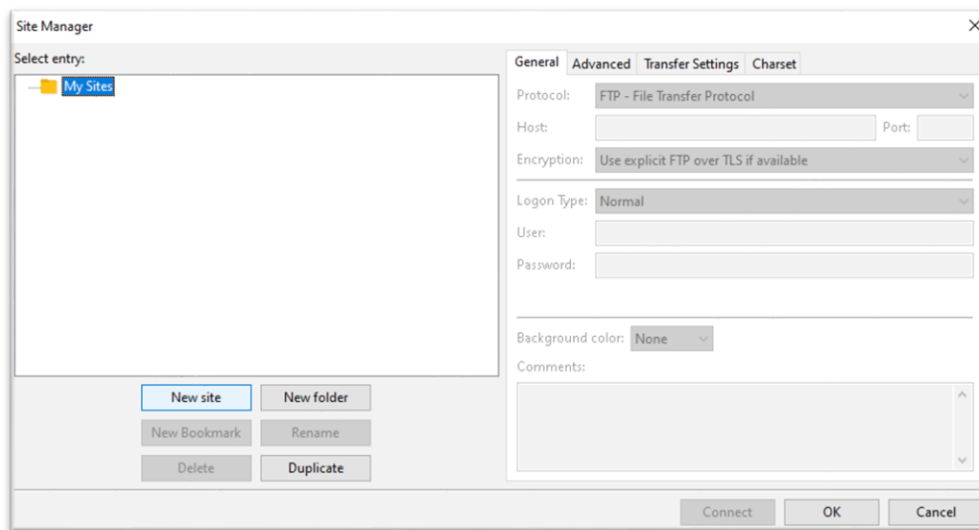 Site Manager
Select entry:
My Sites
New site
New folder
New Bookmark
Rename
Delete
Duplicate
General
Advanced
Transfer Settings
Charset
Protocol:
FTP - File Transfer Protocol
Host:
Port:
Encryption:
Use explicit FTP over TLS if available
Logon Type:
Normal
User:
Password:
Background color:
None
Comments:
Connect
OK
Cancel